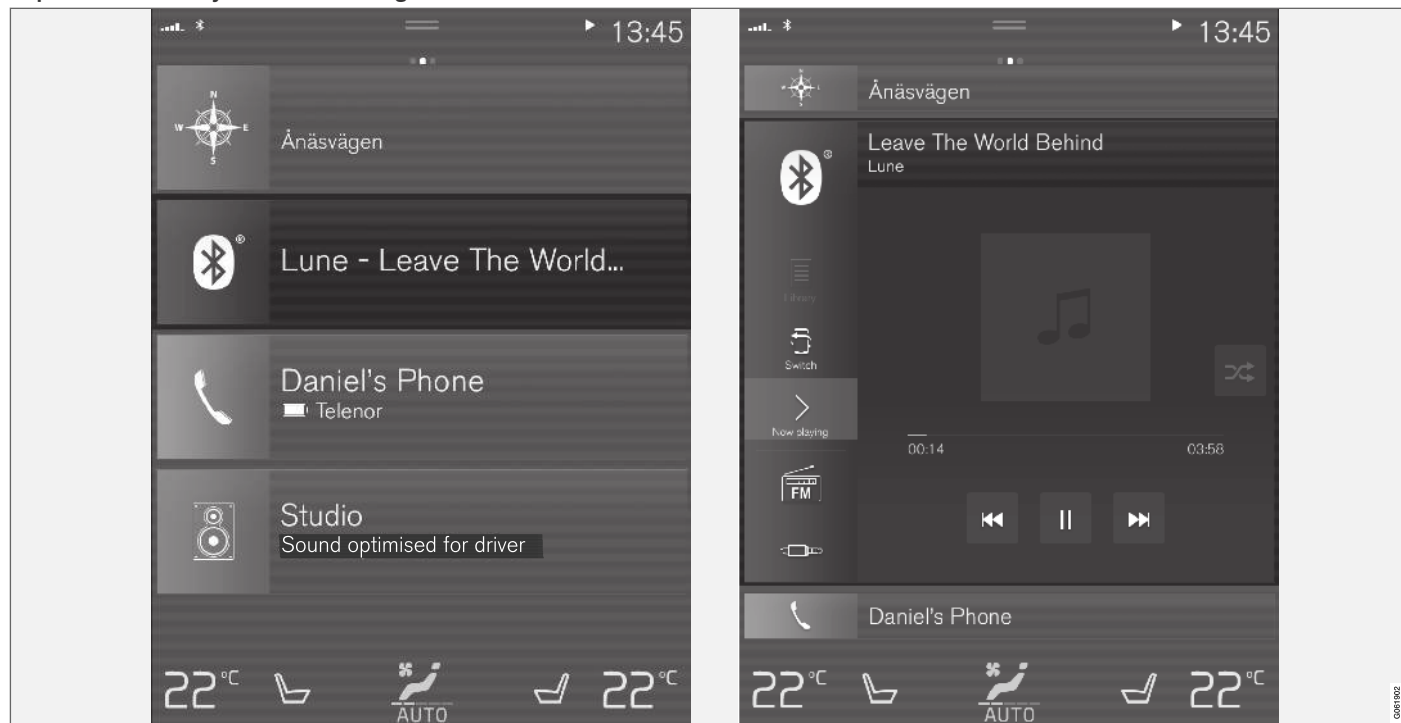 13:45
N
W E
S
Ånäsvägen
®
Lune - Leave The World...
Daniel's Phone
Telenor
Studio
Sound optimised for driver
22°C
AUTO
22°C
13:45
Ånäsvägen
®
Leave The World Behind
Lune
Library
Switch
Now playing
00:14
03:58
FM
Daniel's Phone
22°C
AUTO
22°C
G061902